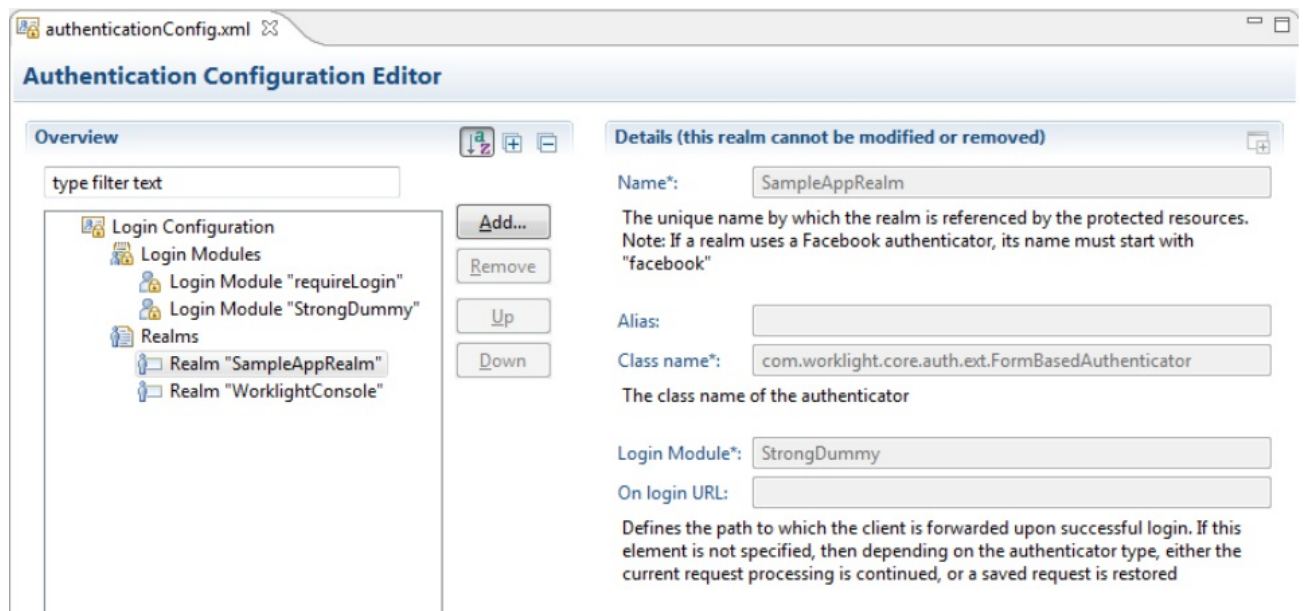 authenticationConfig.xml
Authentication Configuration Editor
Overview
type filter text
Login Configuration
Login Modules
Login Module "requireLogin"
Login Module "StrongDummy"
Realms
Realm "SampleAppRealm"
Realm "WorklightConsole"
Add...
Remove
Up
Down
Details (this realm cannot be modified or removed)
Name*: SampleAppRealm
The unique name by which the realm is referenced by the protected resources.
Note: If a realm uses a Facebook authenticator, its name must start with
"facebook"
Alias:
Class name*: com.worklight.core.auth.ext.FormBasedAuthenticator
The class name of the authenticator
Login Module*: StrongDummy
On login URL:
Defines the path to which the client is forwarded upon successful login. If this
element is not specified, then depending on the authenticator type, either the
current request processing is continued, or a saved request is restored